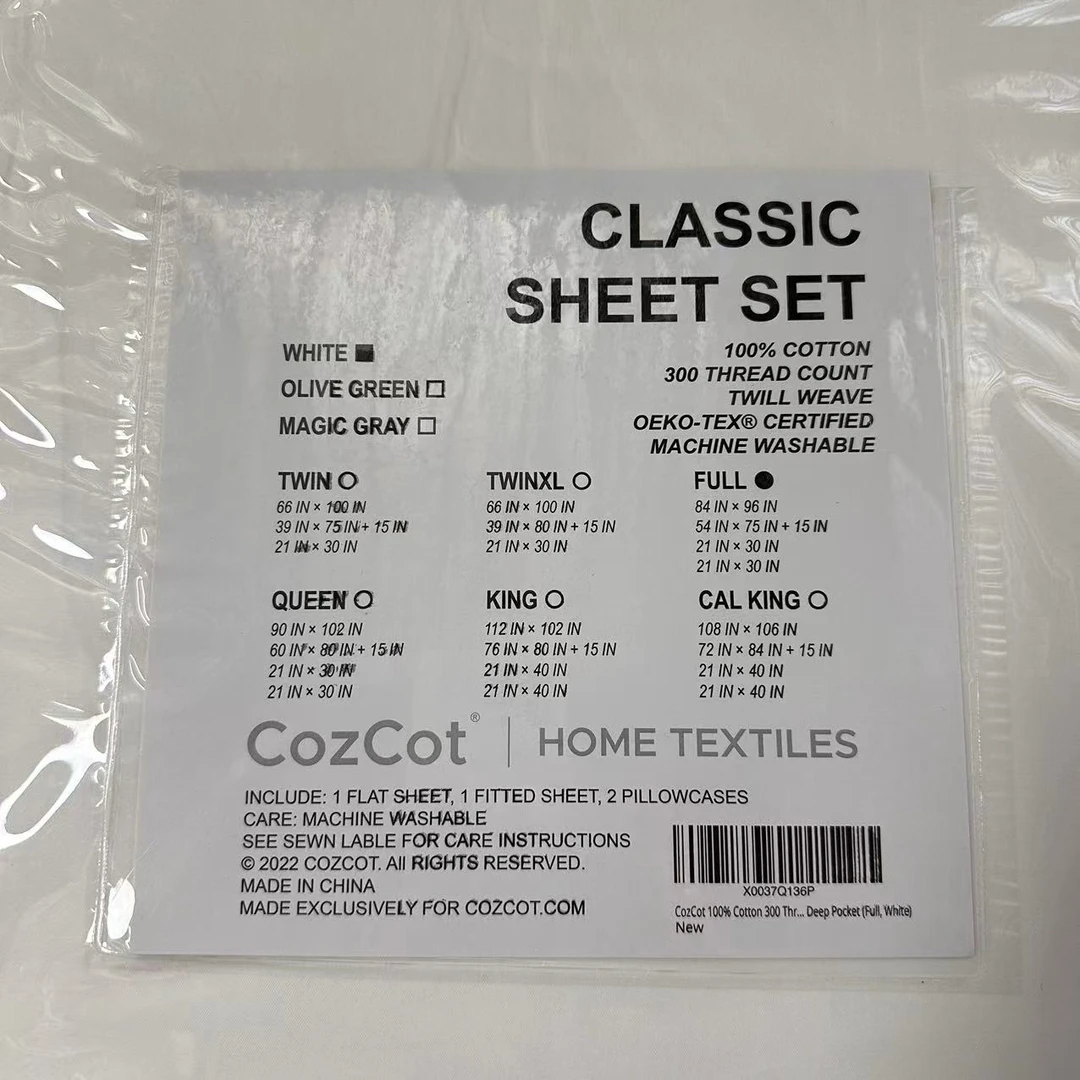 CLASSIC
SHEET SET
WHITE ■
OLIVE GREEN □
MAGIC GRAY □
100% COTTON
300 THREAD COUNT
TWILL WEAVE
OEKO-TEX® CERTIFIED
MACHINE WASHABLE
TWIN ○
66 IN × 100 IN
39 IN × 75 IN + 15 IN
21 IN × 30 IN
TWINXL ○
66 IN × 100 IN
39 IN × 80 IN + 15 IN
21 IN × 30 IN
FULL ●
84 IN × 96 IN
54 IN × 75 IN + 15 IN
21 IN × 30 IN
21 IN × 30 IN
QUEEN ○
90 IN × 102 IN
60 IN × 80 IN + 15 IN
21 IN × 30 IN
21 IN × 30 IN
KING ○
112 IN × 102 IN
76 IN × 80 IN + 15 IN
21 IN × 40 IN
21 IN × 40 IN
CAL KING ○
108 IN × 106 IN
72 IN × 84 IN + 15 IN
21 IN × 40 IN
21 IN × 40 IN
CozCot® | HOME TEXTILES
INCLUDE: 1 FLAT SHEET, 1 FITTED SHEET, 2 PILLOWCASES
CARE: MACHINE WASHABLE
SEE SEWN LABLE FOR CARE INSTRUCTIONS
© 2022 COZCOT. All RIGHTS RESERVED.
MADE IN CHINA
MADE EXCLUSIVELY FOR COZCOT.COM
X0037Q136P
CozCot 100% Cotton 300 Thr... Deep Pocket (Full, White)
New